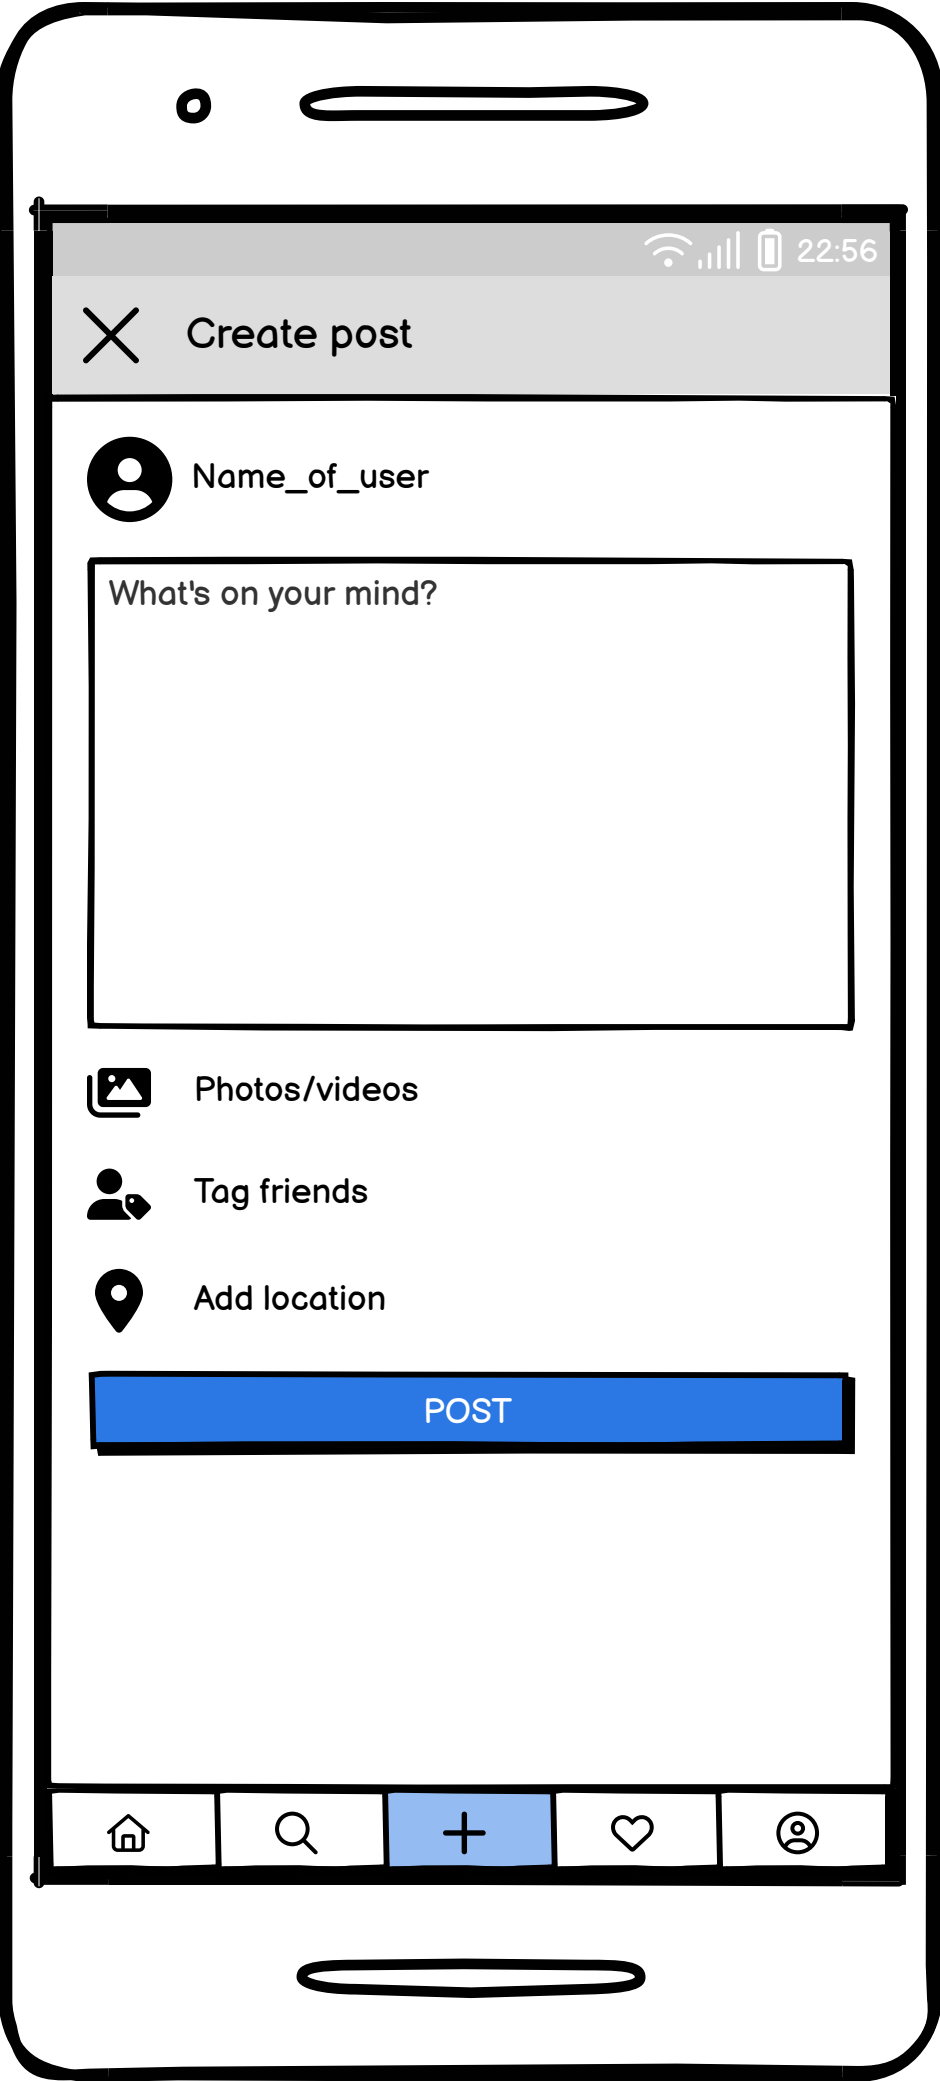 22:56
Create post
Name_of_user
What's on your mind?
Photos/videos
Tag friends
Add location
POST